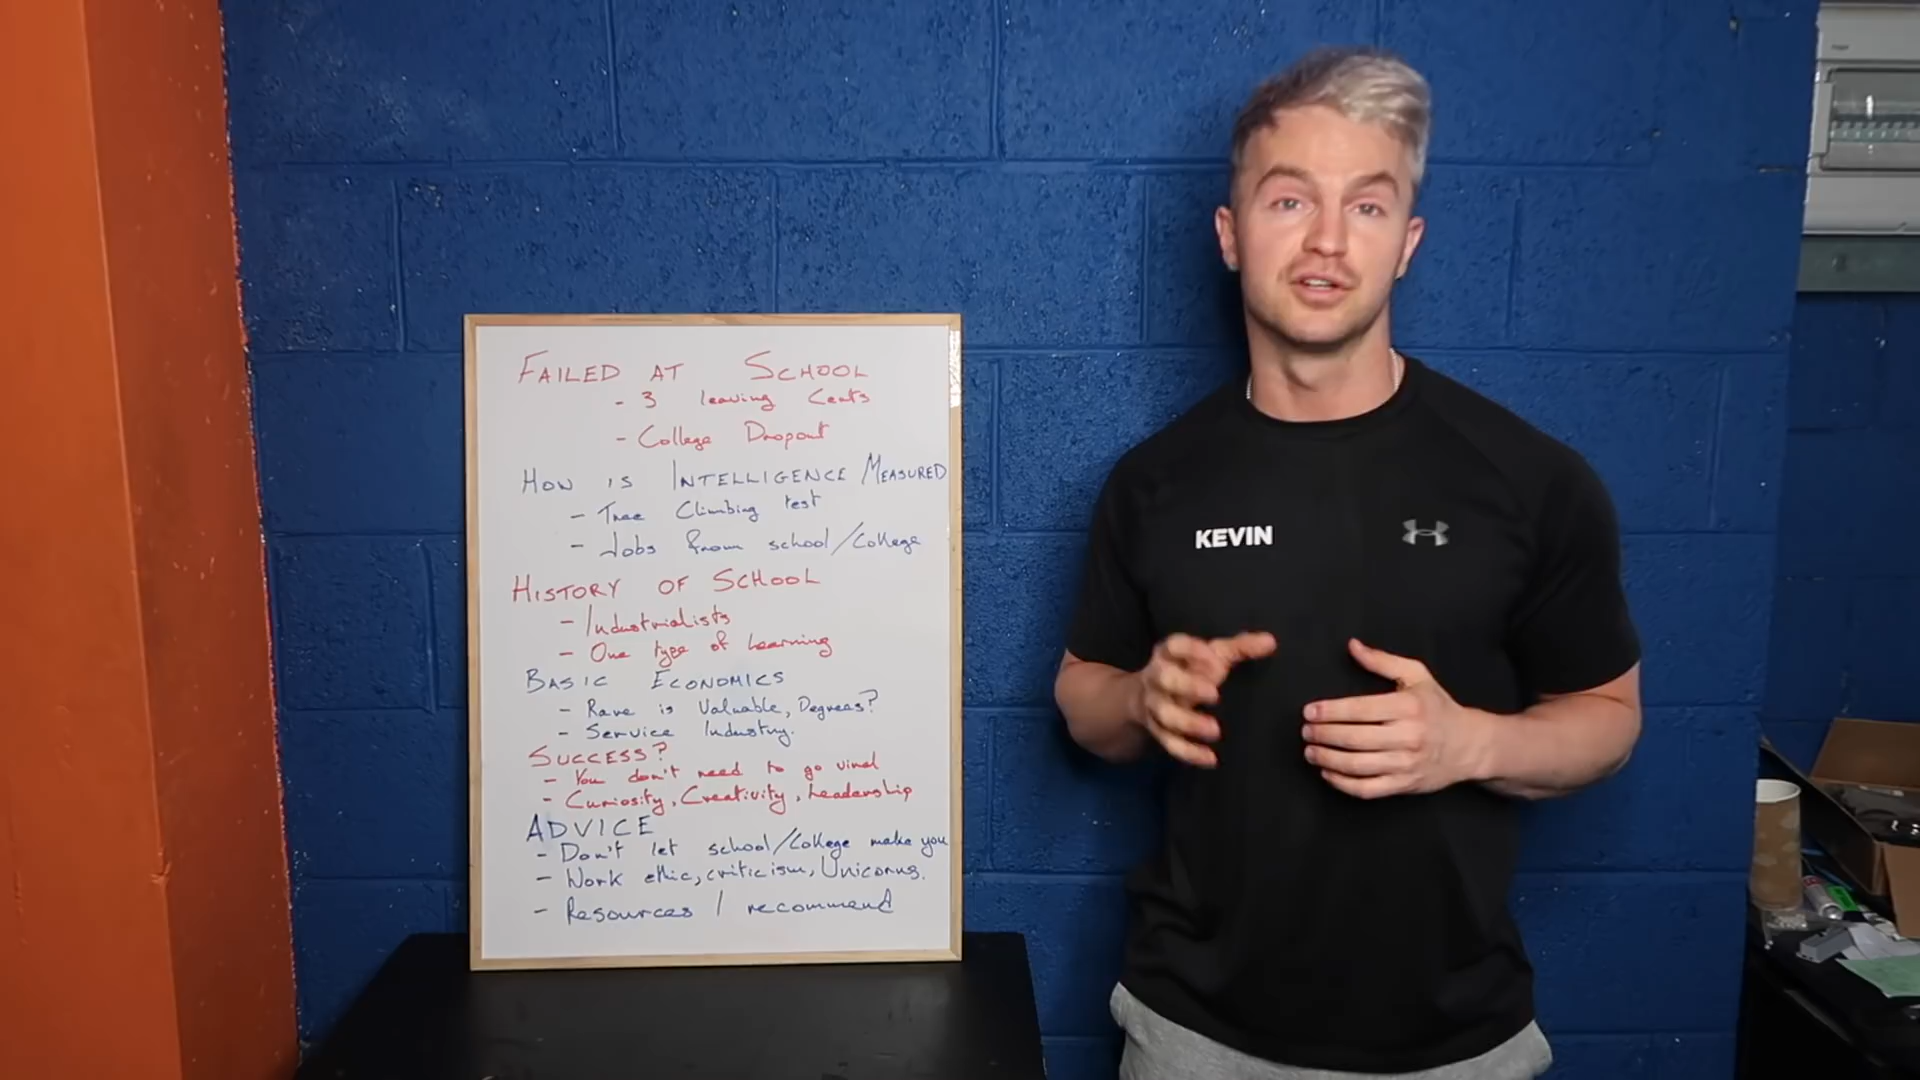 FAILED AT SCHOOL
- 3 leaving Certs
- College Dropout
HOW IS INTELLIGENCE MEASURED
- Tree Climbing test
- Jobs from school/College
HISTORY OF SCHOOL
- Industrialists
- One type of Learning
BASIC ECONOMICS
- Rare is Valuable, Degrees?
- Service Industry.
SUCCESS?
- You don't need to go viral
- Curiosity, Creativity, Leadership
ADVICE
- Don't let school/College make you
- Work ethic, criticism, Unicorns.
- Resources I recommend
KEVIN